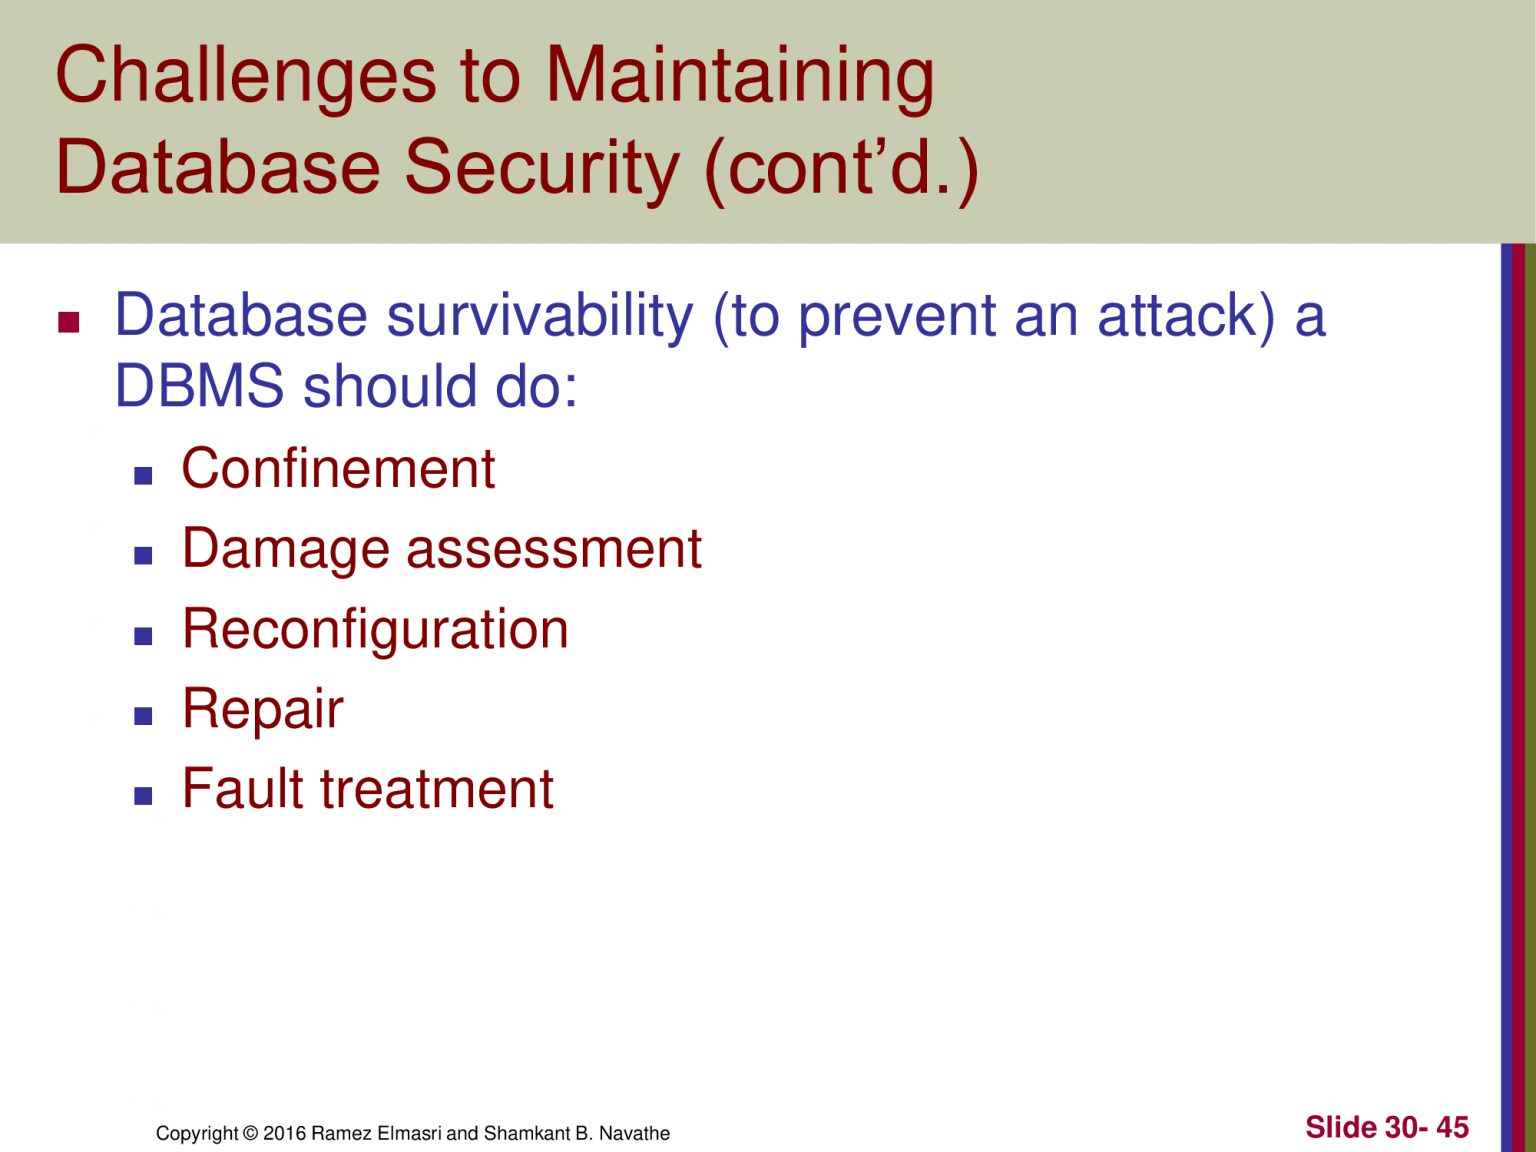 Challenges to Maintaining
Database Security (cont’d.)
Database survivability (to prevent an attack) a
DBMS should do:
Confinement
Damage assessment
Reconfiguration
Repair
Fault treatment
Copyright © 2016 Ramez Elmasri and Shamkant B. Navathe
Slide 30- 45